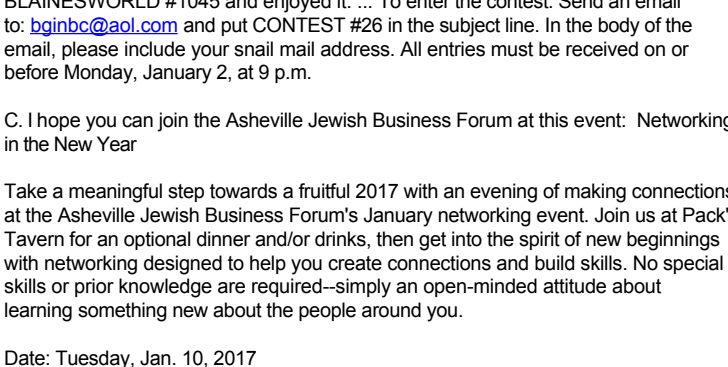 BLAINESWORLD #1045 and enjoyed it. ... To enter the contest: Send an email
to: bginbc@aol.com and put CONTEST #26 in the subject line. In the body of the
email, please include your snail mail address. All entries must be received on or
before Monday, January 2, at 9 p.m.
C. I hope you can join the Asheville Jewish Business Forum at this event:  Networking
in the New Year
Take a meaningful step towards a fruitful 2017 with an evening of making connections
at the Asheville Jewish Business Forum's January networking event. Join us at Pack'
Tavern for an optional dinner and/or drinks, then get into the spirit of new beginnings
with networking designed to help you create connections and build skills. No special
skills or prior knowledge are required--simply an open-minded attitude about
learning something new about the people around you.
Date: Tuesday, Jan. 10, 2017